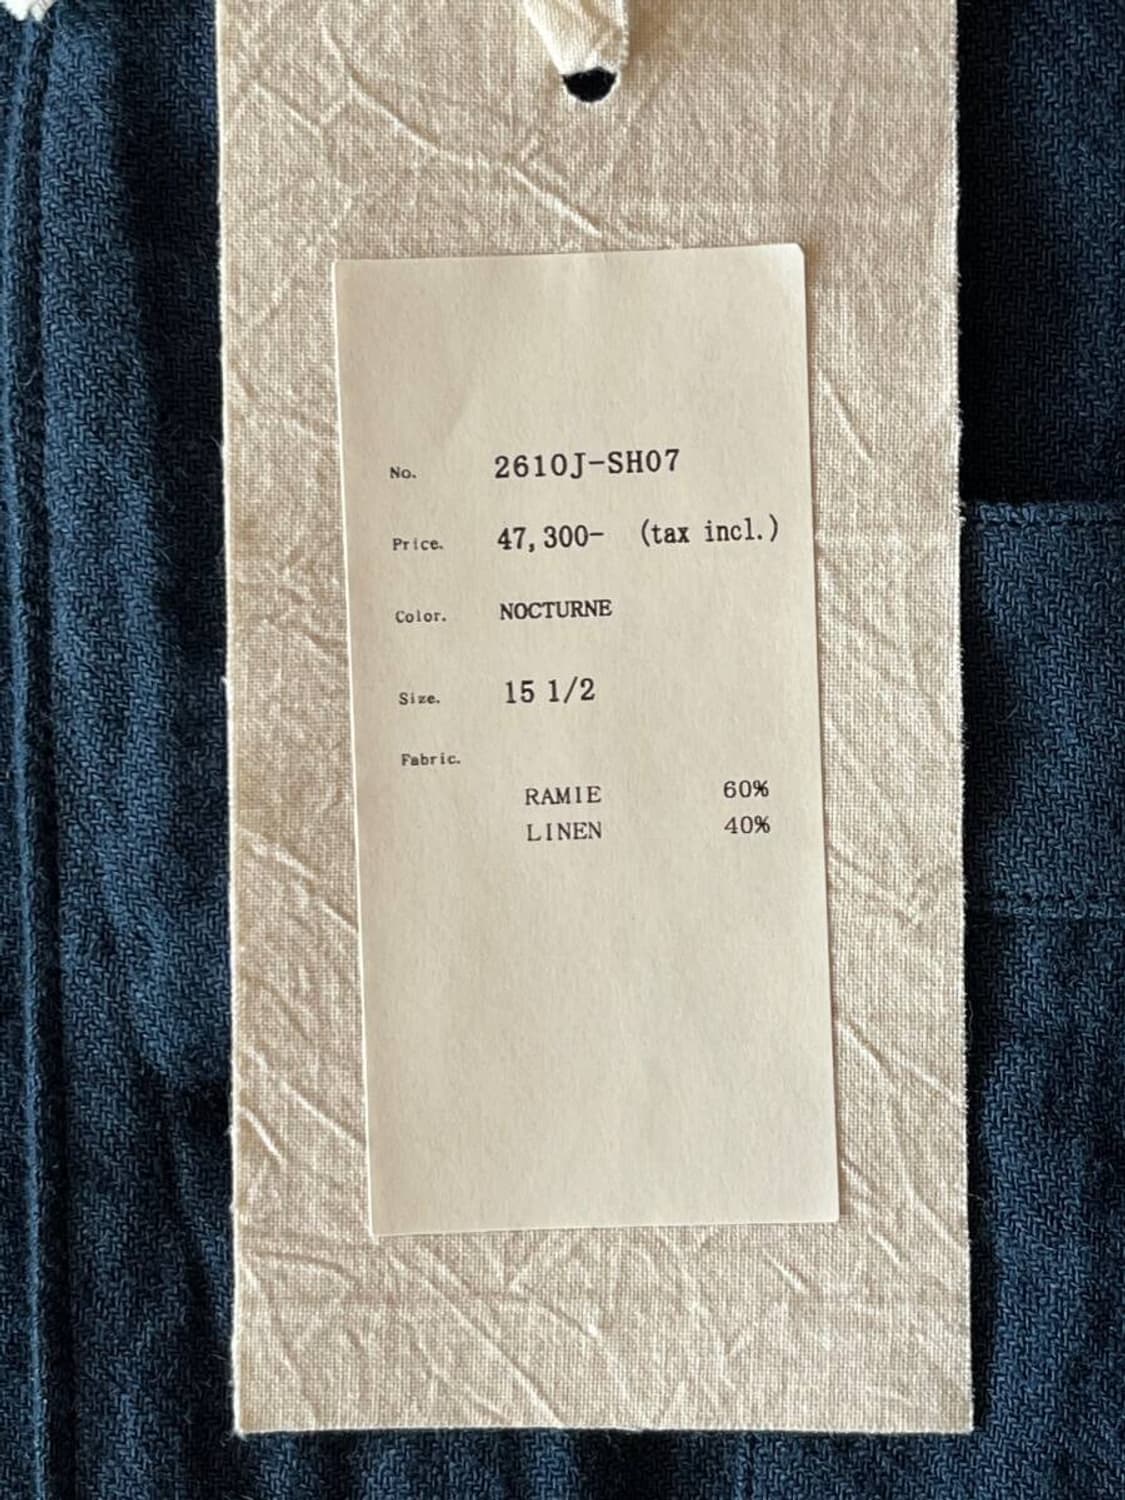 No. 2610J-SH07
Price. 47,300- (tax incl.)
Color. NOCTURNE
Size. 15 1/2
Fabric.
RAMIE 60%
LINEN 40%